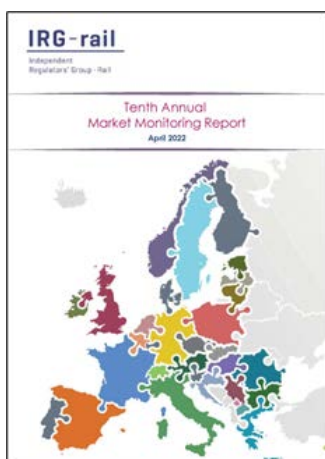 IRG-rail
Independent
Regulators' Group - Rail
Tenth Annual
Market Monitoring Report
April 2022